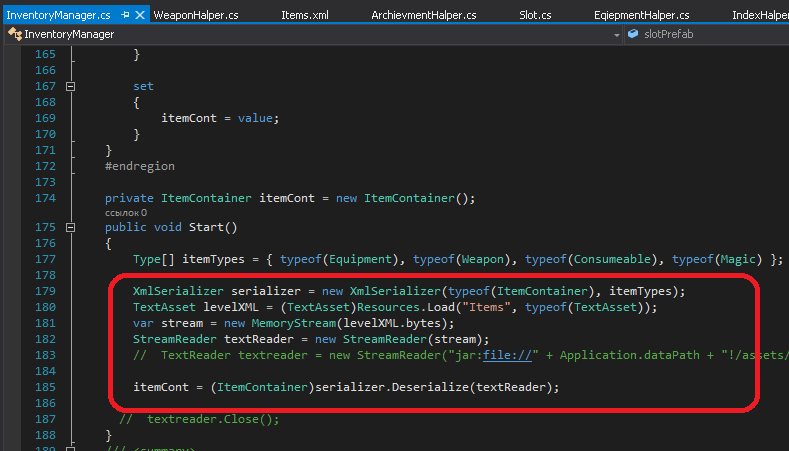 InventoryManager.cs WeaponHelper.cs Items.xml ArchievmentHelper.cs Slot.cs EqiepmentHelper.cs IndexHelper
InventoryManager slotPrefab
165 }
166
167 set
168 {
169 itemCont = value;
170 }
171 }
172 #endregion
173
174 private ItemContainer itemCont = new ItemContainer();
ссылок 0
175 public void Start()
176 {
177 Type[] itemTypes = { typeof(Equipment), typeof(Weapon), typeof(Consumeable), typeof(Magic) };
178
179 XmlSerializer serializer = new XmlSerializer(typeof(ItemContainer), itemTypes);
180 TextAsset levelXML = (TextAsset)Resources.Load("Items", typeof(TextAsset));
181 var stream = new MemoryStream(levelXML.bytes);
182 StreamReader textReader = new StreamReader(stream);
183 // TextReader textreader = new StreamReader("jar:file://" + Application.dataPath + "!/assets/
184
185 itemCont = (ItemContainer)serializer.Deserialize(textReader);
186
187 // textreader.Close();
188 }
189 /// <summary>